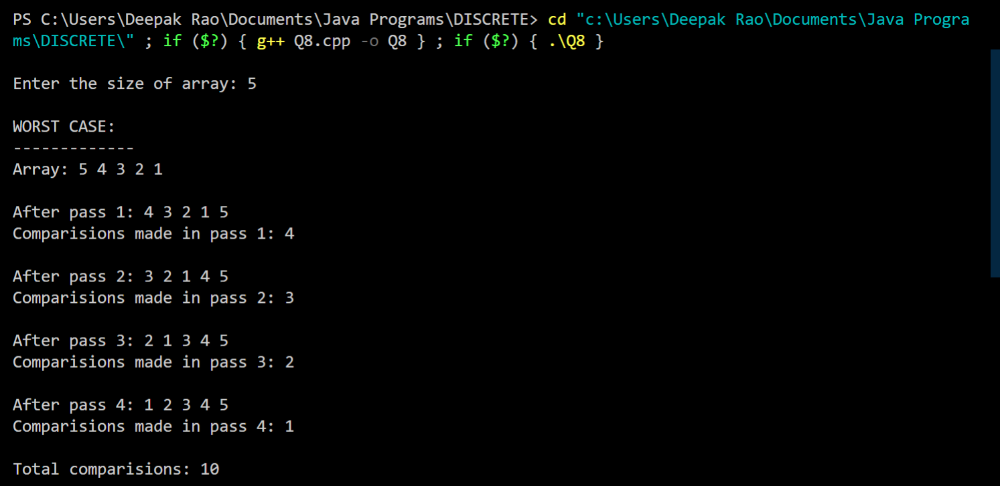 PS C:\Users\Deepak Rao\Documents\Java Programs\DISCRETE> cd "c:\Users\Deepak Rao\Documents\Java Progra
ms\DISCRETE\" ; if ($?) { g++ Q8.cpp -o Q8 } ; if ($?) { .\Q8 }
Enter the size of array: 5
WORST CASE:
-------------
Array: 5 4 3 2 1
After pass 1: 4 3 2 1 5
Comparisions made in pass 1: 4
After pass 2: 3 2 1 4 5
Comparisions made in pass 2: 3
After pass 3: 2 1 3 4 5
Comparisions made in pass 3: 2
After pass 4: 1 2 3 4 5
Comparisions made in pass 4: 1
Total comparisions: 10